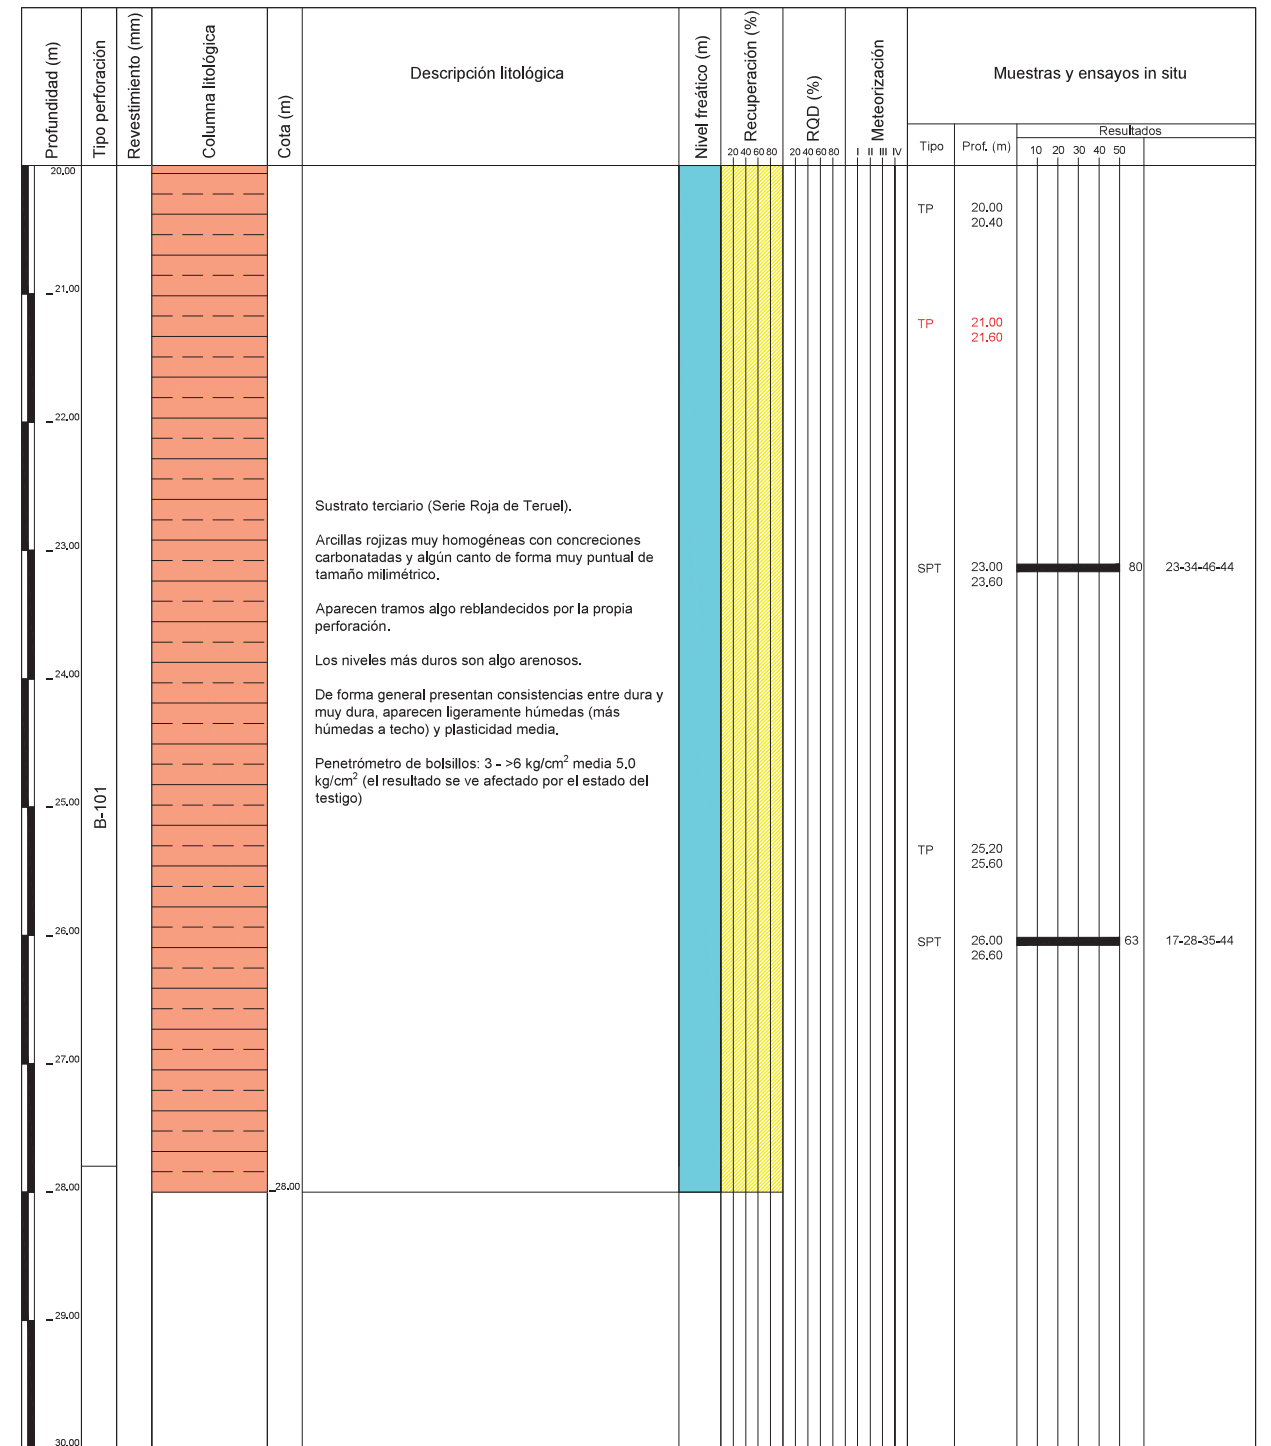 Profundidad (m)
Tipo perforación
Revestimiento (mm)
Columna litológica
Cota (m)
Descripción litológica
Nivel freático (m)
Recuperación (%)
20 40 60 80
RQD (%)
20 40 60 80
Meteorización
I II III IV
Muestras y ensayos in situ
Resultados
Tipo
Prof. (m)
10 20 30 40 50
20.00
21.00
22.00
23.00
24.00
25.00
26.00
27.00
28.00
29.00
30.00
B-101
28.00
Sustrato terciario (Serie Roja de Teruel).
Arcillas rojizas muy homogéneas con concreciones
carbonatadas y algún canto de forma muy puntual de
tamaño milimétrico.
Aparecen tramos algo reblandecidos por la propia
perforación.
Los niveles más duros son algo arenosos.
De forma general presentan consistencias entre dura y
muy dura, aparecen ligeramente húmedas (más
húmedas a techo) y plasticidad media.
Penetrómetro de bolsillos: 3 - >6 kg/cm² media 5.0
kg/cm² (el resultado se ve afectado por el estado del
testigo)
TP 20.00
20.40
TP 21.00
21.60
SPT 23.00 80 23-34-46-44
23.60
TP 25.20
25.60
SPT 26.00 63 17-28-35-44
26.60